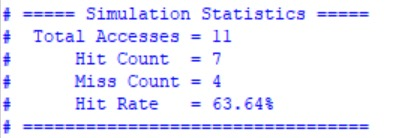 # ===== Simulation Statistics =====
#  Total Accesses = 11
#      Hit Count  = 7
#      Miss Count = 4
#      Hit Rate   = 63.64%
# =================================